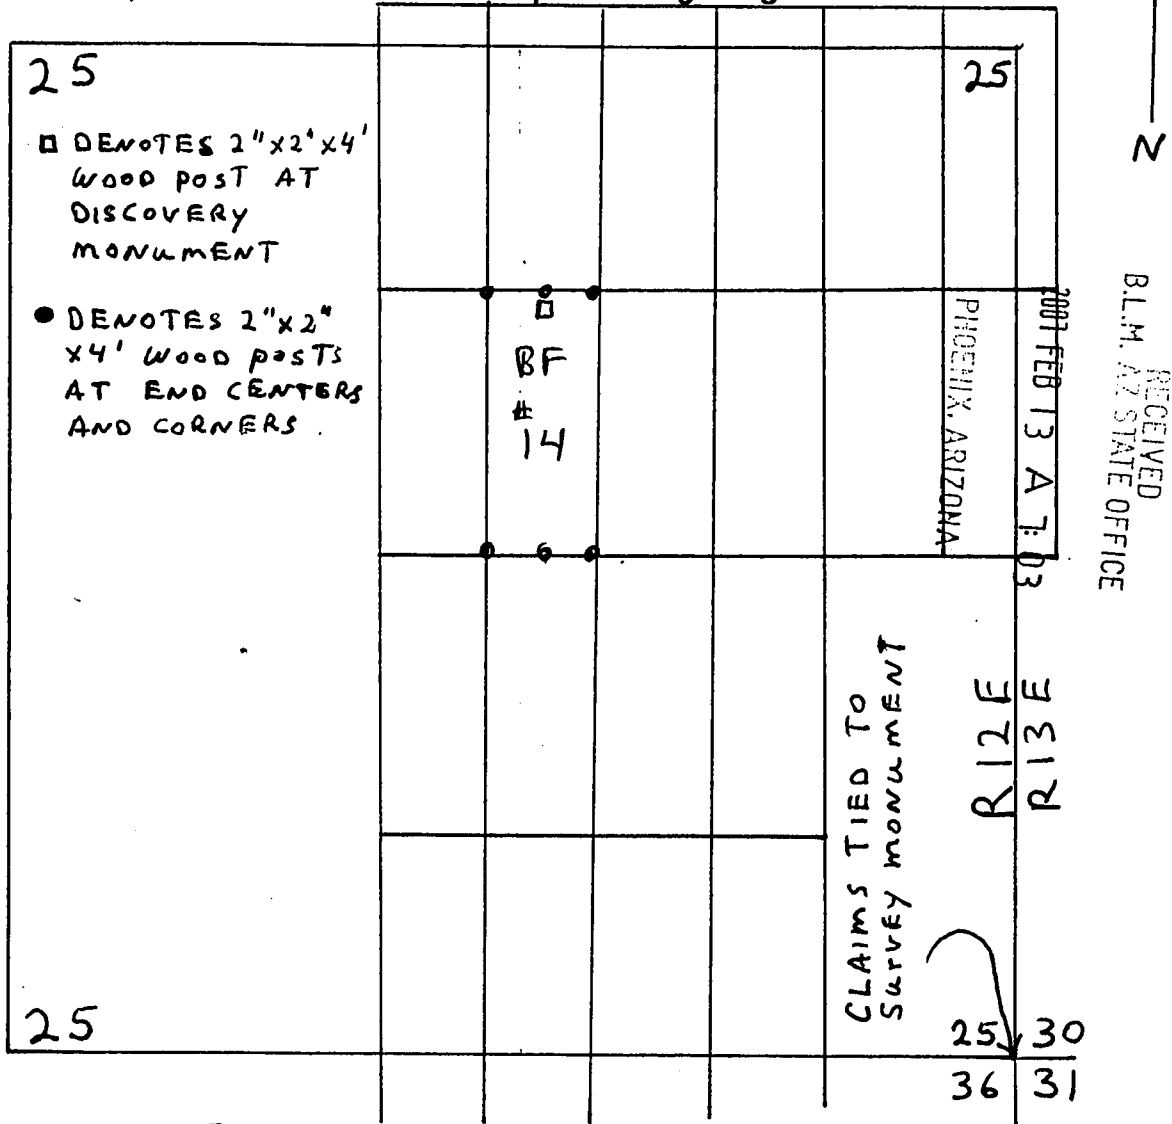 25
□ DENOTES 2"x2"x4'
WOOD POST AT
DISCOVERY
MONUMENT
● DENOTES 2"x2"
x4' WOOD POSTS
AT END CENTERS
AND CORNERS.
25
25
BF
#
14
N
RECEIVED
B.L.M. AZ STATE OFFICE
2007 FEB 13 A 7:03
PHOENIX, ARIZONA
CLAIMS TIED TO
Survey monument
R12E
R13E
25 30
36 31